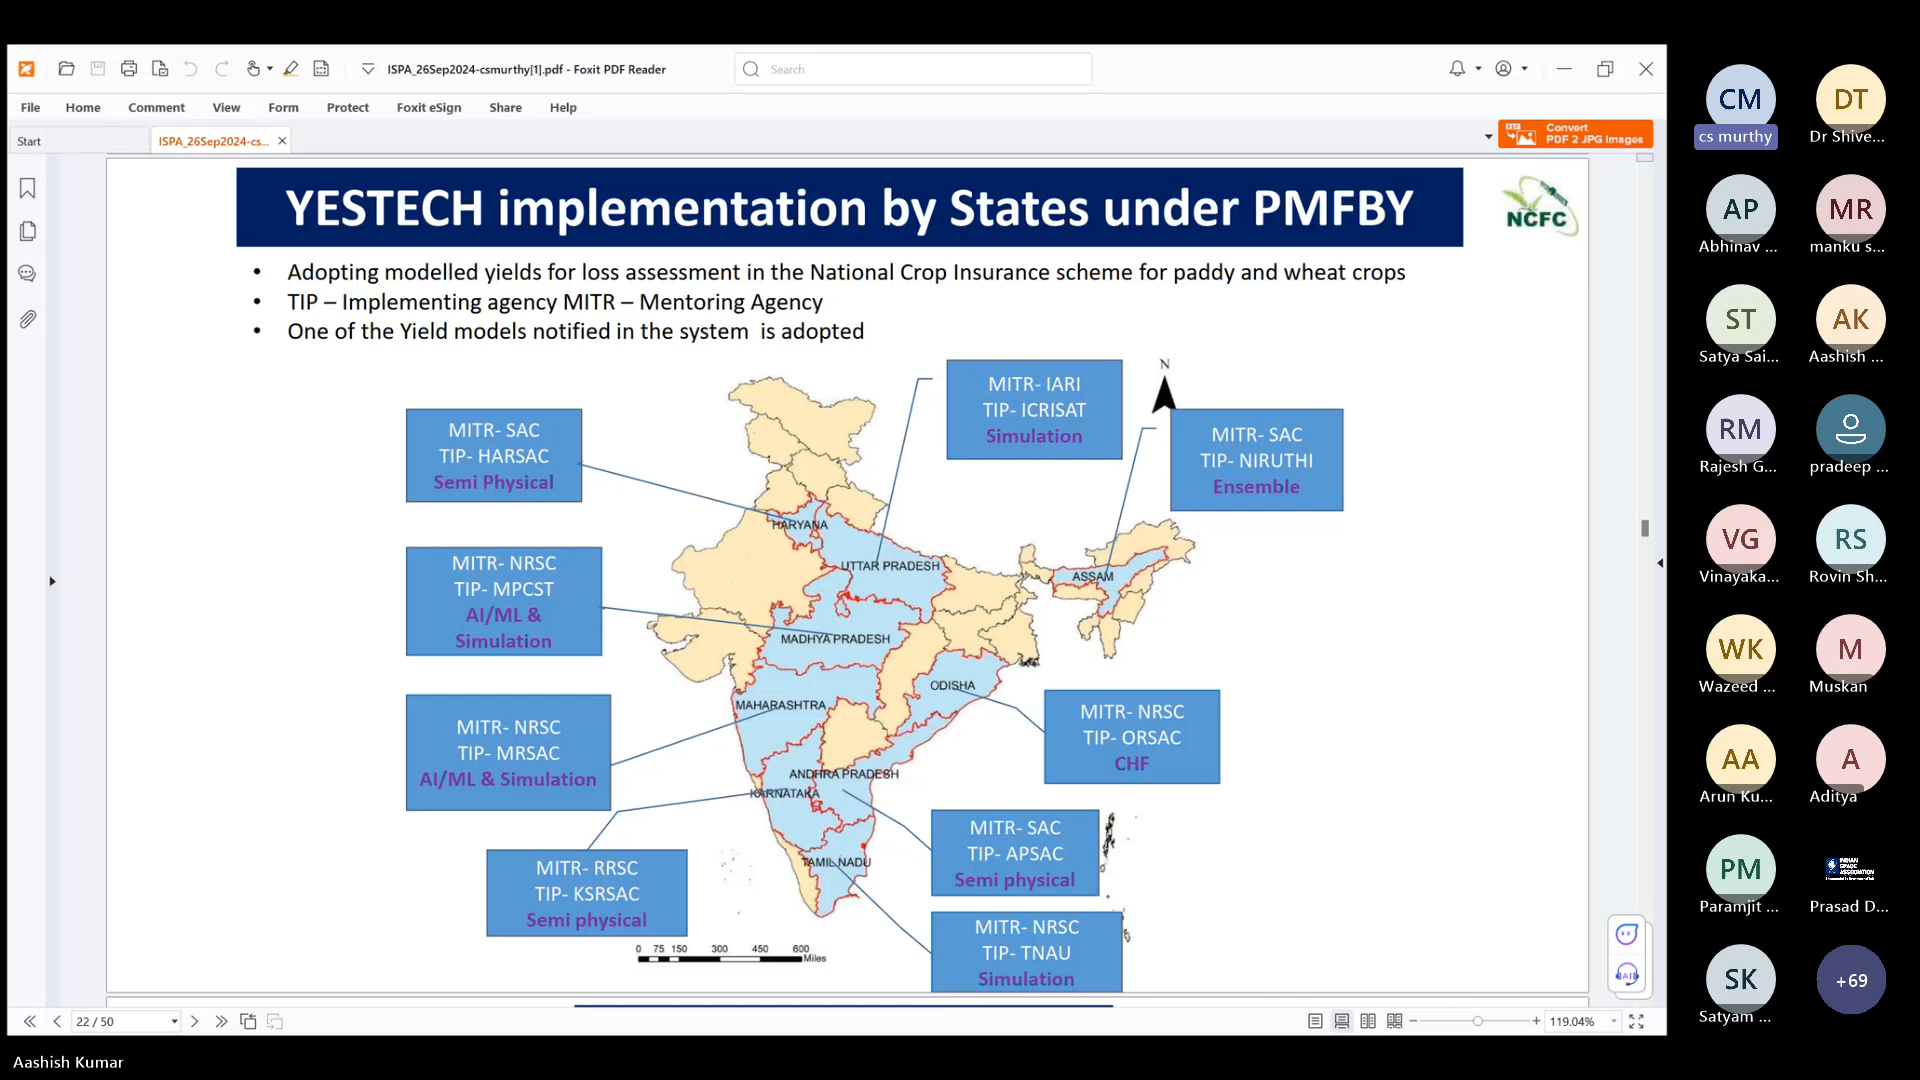 ISPA_26Sep2024-csmurthy[1].pdf - Foxit PDF Reader
Search
File Home Comment View Form Protect Foxit eSign Share Help
Start
ISPA_26Sep2024-cs...
Convert
PDF 2 JPG Images
YESTECH implementation by States under PMFBY
NCFC
• Adopting modelled yields for loss assessment in the National Crop Insurance scheme for paddy and wheat crops
• TIP – Implementing agency MITR – Mentoring Agency
• One of the Yield models notified in the system is adopted
MITR- SAC
TIP- HARSAC
Semi Physical
MITR- IARI
TIP- ICRISAT
Simulation
N
MITR- SAC
TIP- NIRUTHI
Ensemble
MITR- NRSC
TIP- MPCST
AI/ML &
Simulation
HARYANA
UTTAR PRADESH
ASSAM
MADHYA PRADESH
ODISHA
MAHARASHTRA
ANDHRA PRADESH
KARNATAKA
TAMIL NADU
MITR- NRSC
TIP- MRSAC
AI/ML & Simulation
MITR- NRSC
TIP- ORSAC
CHF
MITR- RRSC
TIP- KSRSAC
Semi physical
MITR- SAC
TIP- APSAC
Semi physical
MITR- NRSC
TIP- TNAU
Simulation
0 75 150 300 450 600
Miles
AI
22 / 50
119.04%
CM
cs murthy
DT
Dr Shive...
AP
Abhinav ...
MR
manku s...
ST
Satya Sai...
AK
Aashish ...
RM
Rajesh G...
pradeep ...
VG
Vinayaka...
RS
Rovin Sh...
WK
Wazeed ...
M
Muskan
AA
Arun Ku...
A
Aditya
PM
Paramjit ...
INDIAN
SPACE
ASSOCIATION
Prasad D...
SK
Satyam ...
+69
Aashish Kumar